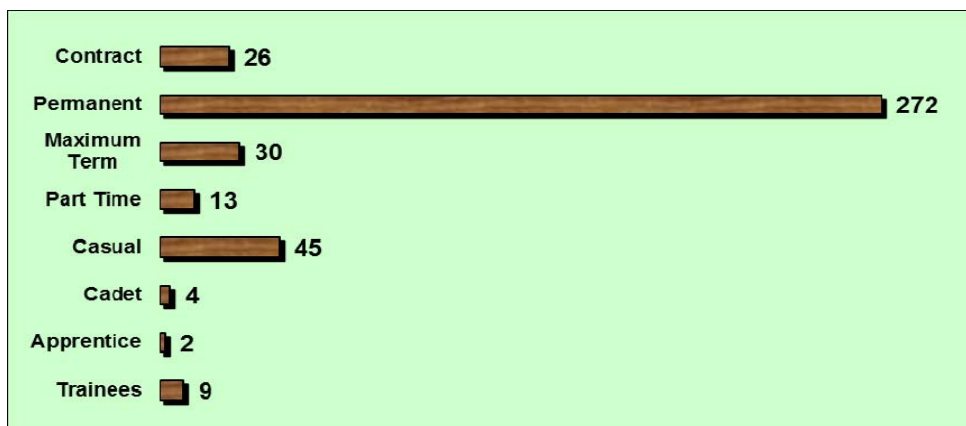 Contract 26
Permanent 272
Maximum
Term 30
Part Time 13
Casual 45
Cadet 4
Apprentice 2
Trainees 9